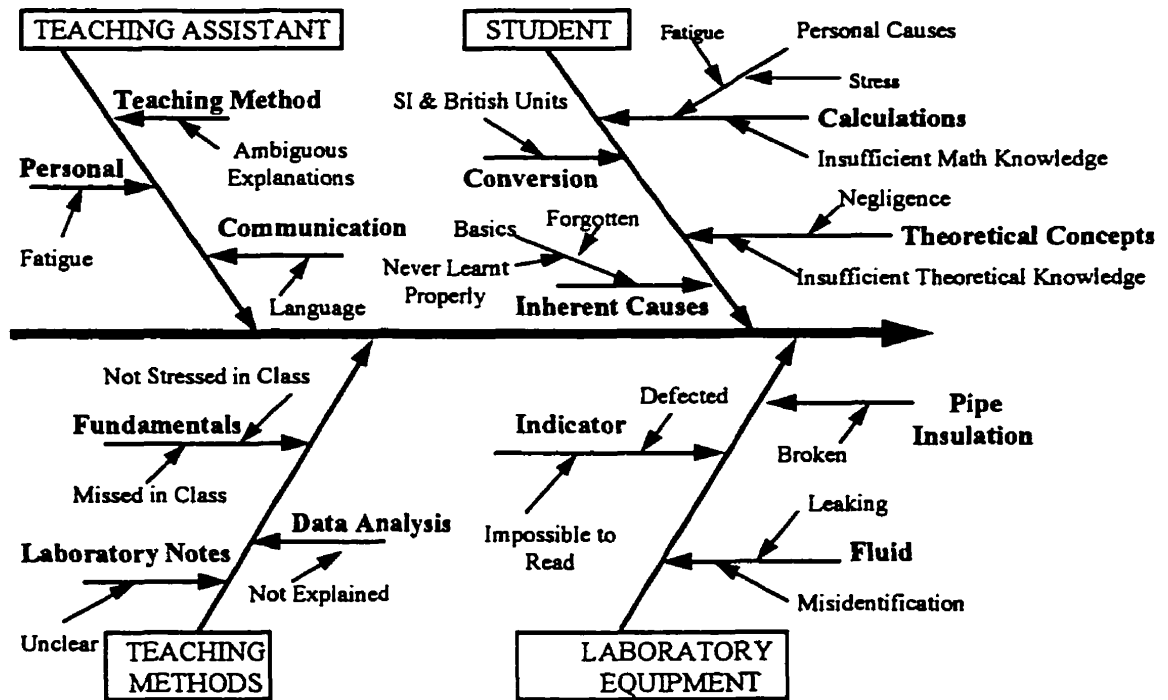 TEACHING ASSISTANT
STUDENT
Fatigue
Personal Causes
Stress
Teaching Method
SI & British Units
Calculations
Ambiguous
Explanations
Insufficient Math Knowledge
Personal
Conversion
Negligence
Communication
Basics
Forgotten
Theoretical Concepts
Fatigue
Never Learnt
Properly
Insufficient Theoretical Knowledge
Language
Inherent Causes
Not Stressed in Class
Defected
Fundamentals
Indicator
Pipe
Insulation
Broken
Missed in Class
Leaking
Data Analysis
Impossible to
Read
Laboratory Notes
Fluid
Not Explained
Misidentification
Unclear
TEACHING
METHODS
LABORATORY
EQUIPMENT